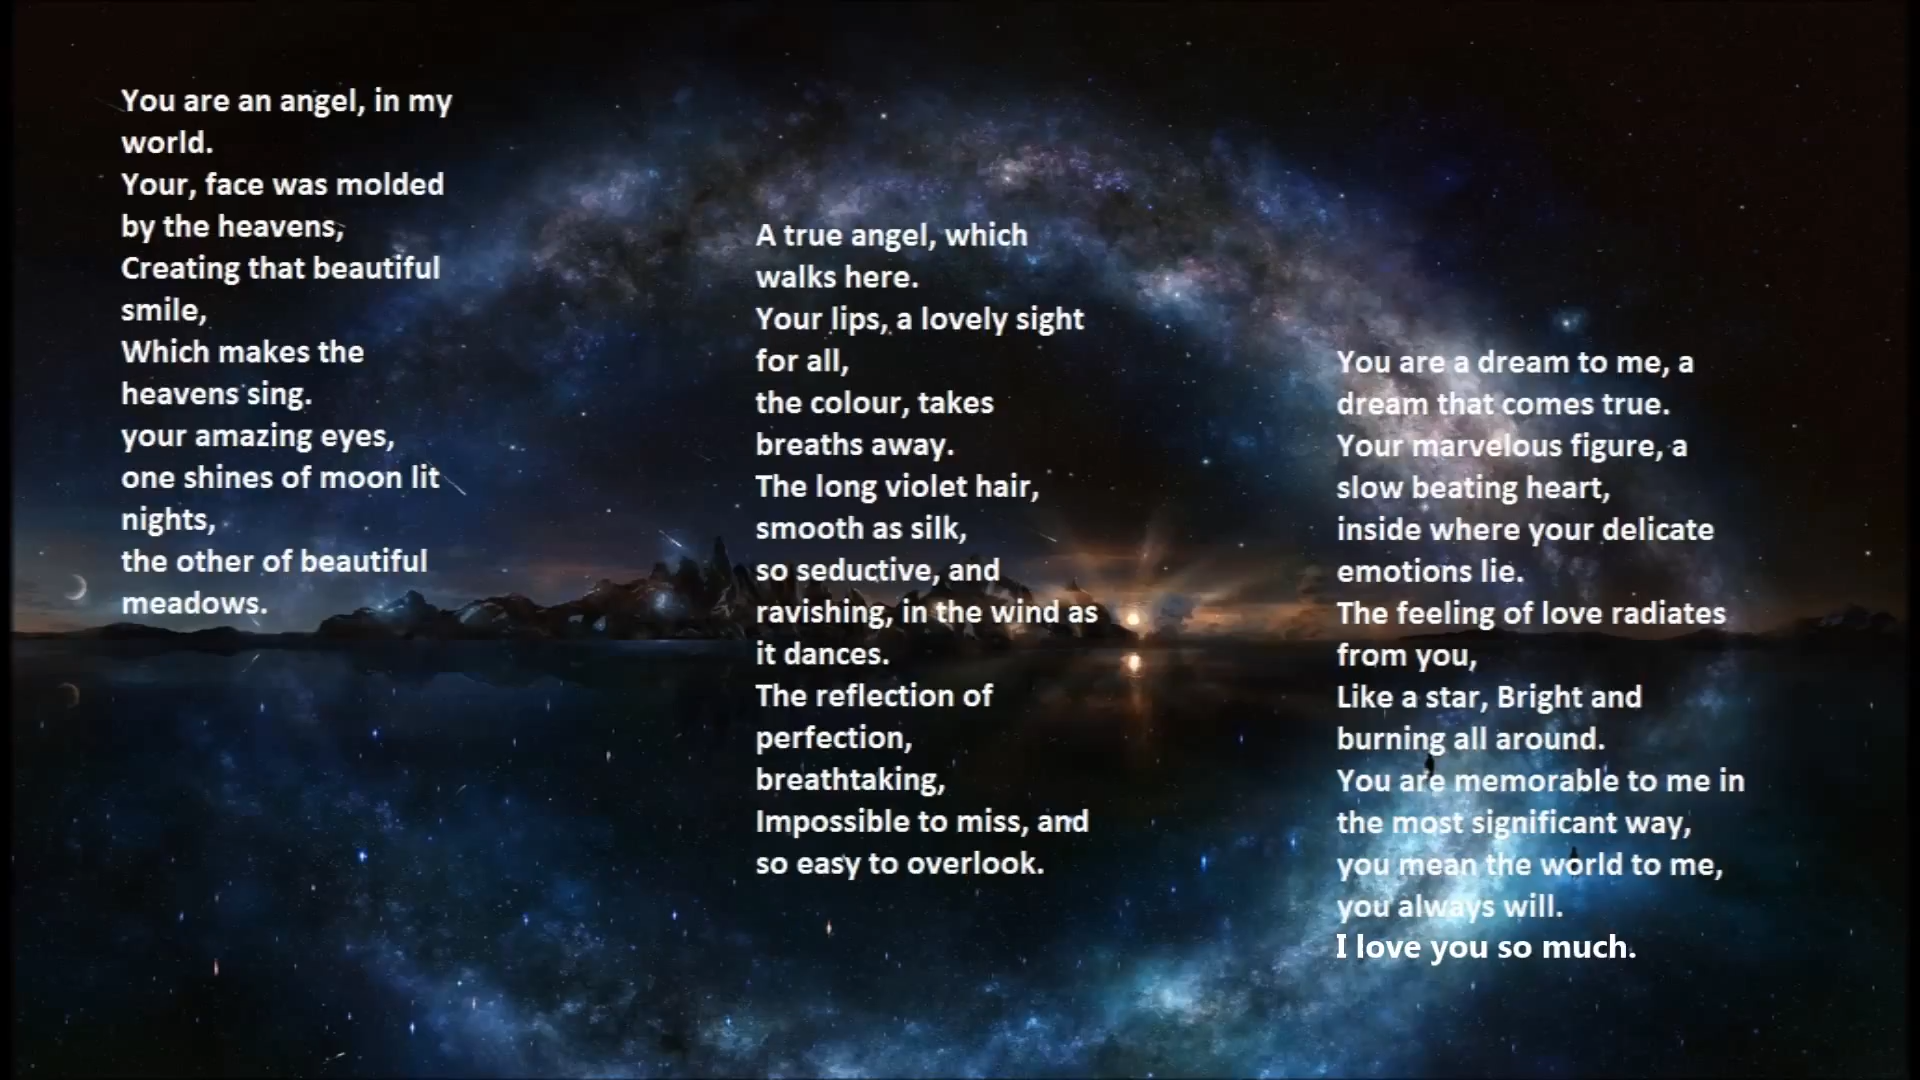 You are an angel, in my
world.
Your, face was molded
by the heavens,
Creating that beautiful
smile,
Which makes the
heavens sing.
your amazing eyes,
one shines of moon lit
nights,
the other of beautiful
meadows.
A true angel, which
walks here.
Your lips, a lovely sight
for all,
the colour, takes
breaths away.
The long violet hair,
smooth as silk,
so seductive, and
ravishing, in the wind as
it dances.
The reflection of
perfection,
breathtaking,
Impossible to miss, and
so easy to overlook.
You are a dream to me, a
dream that comes true.
Your marvelous figure, a
slow beating heart,
inside where your delicate
emotions lie.
The feeling of love radiates
from you,
Like a star, Bright and
burning all around.
You are memorable to me in
the most significant way,
you mean the world to me,
you always will.
I love you so much.